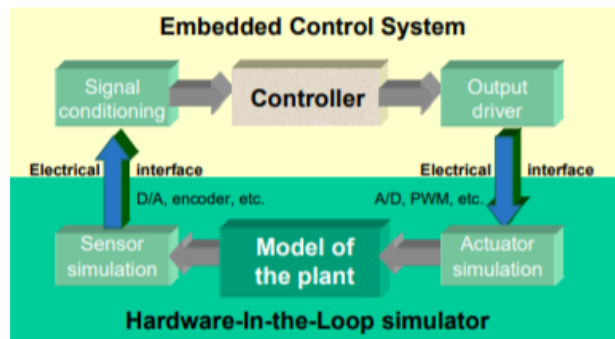 Embedded Control System
Signal
conditioning
Controller
Output
driver
Electrical interface
Electrical interface
D/A, encoder, etc.
A/D, PWM, etc.
Sensor
simulation
Model of
the plant
Actuator
simulation
Hardware-In-the-Loop simulator